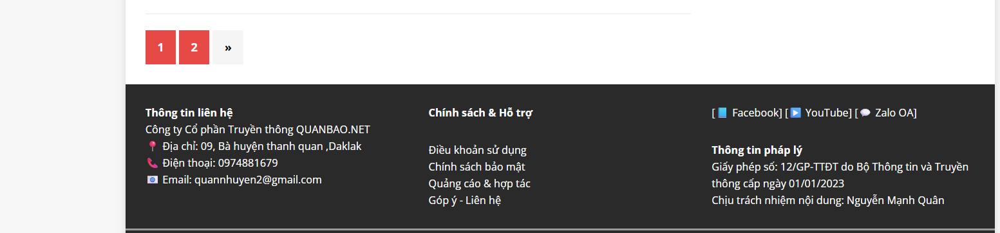 1 2 »
Thông tin liên hệ
Công ty Cổ phần Truyền thông QUANBAO.NET
📍 Địa chỉ: 09, Bà huyện thanh quan ,Daklak
📞 Điện thoại: 0974881679
📧 Email: quannhuyen2@gmail.com
Chính sách & Hỗ trợ
Điều khoản sử dụng
Chính sách bảo mật
Quảng cáo & hợp tác
Góp ý - Liên hệ
[📘 Facebook] [▶️ YouTube] [💬 Zalo OA]
Thông tin pháp lý
Giấy phép số: 12/GP-TTĐT do Bộ Thông tin và Truyền
thông cấp ngày 01/01/2023
Chịu trách nhiệm nội dung: Nguyễn Mạnh Quân